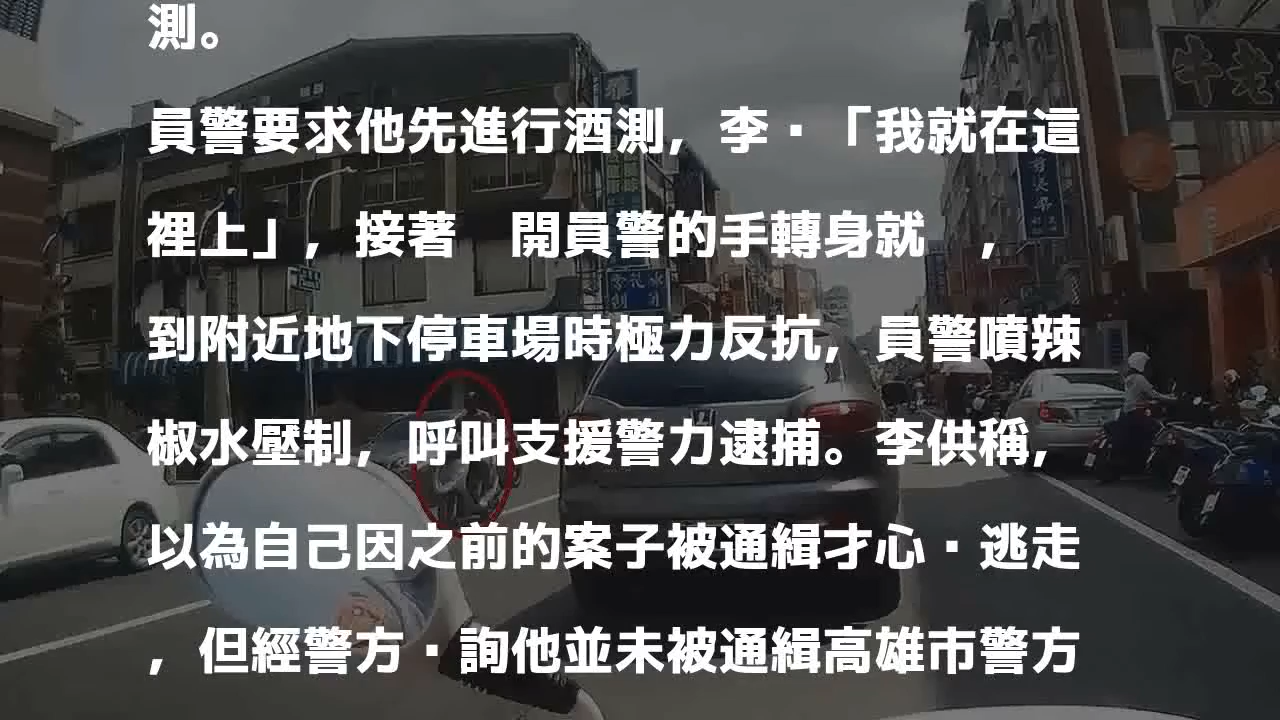 測。
員警要求他先進行酒測，李·「我就在這
裡上」，接著　開員警的手轉身就　，
到附近地下停車場時極力反抗，員警噴辣
椒水壓制，呼叫支援警力逮捕。李供稱，
以為自己因之前的案子被通緝才心·逃走
，但經警方·詢他並未被通緝高雄市警方
牛老